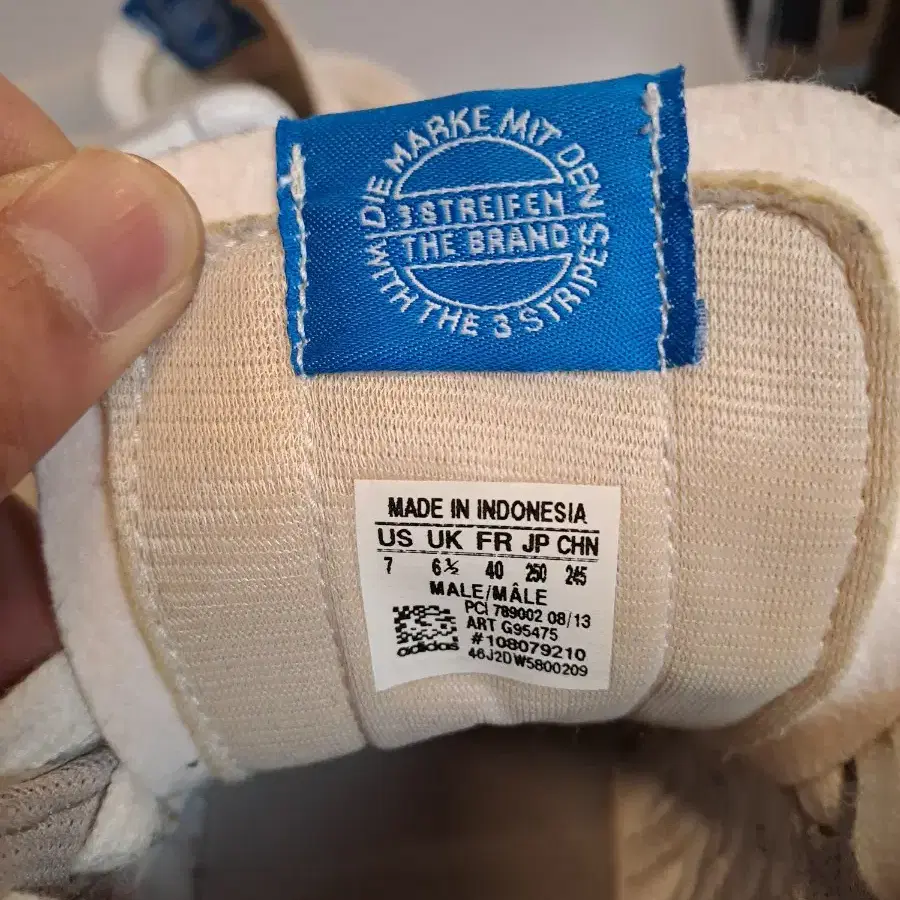 DIE MARKE MIT DEN
3 STREIFEN
THE BRAND
WITH THE 3 STRIPES
MADE IN INDONESIA
US UK FR JP CHN
7 6½ 40 250 245
MALE/MÂLE
PCI 789002 08/13
ART G95475
#108079210
adidas 46J2DW5800209